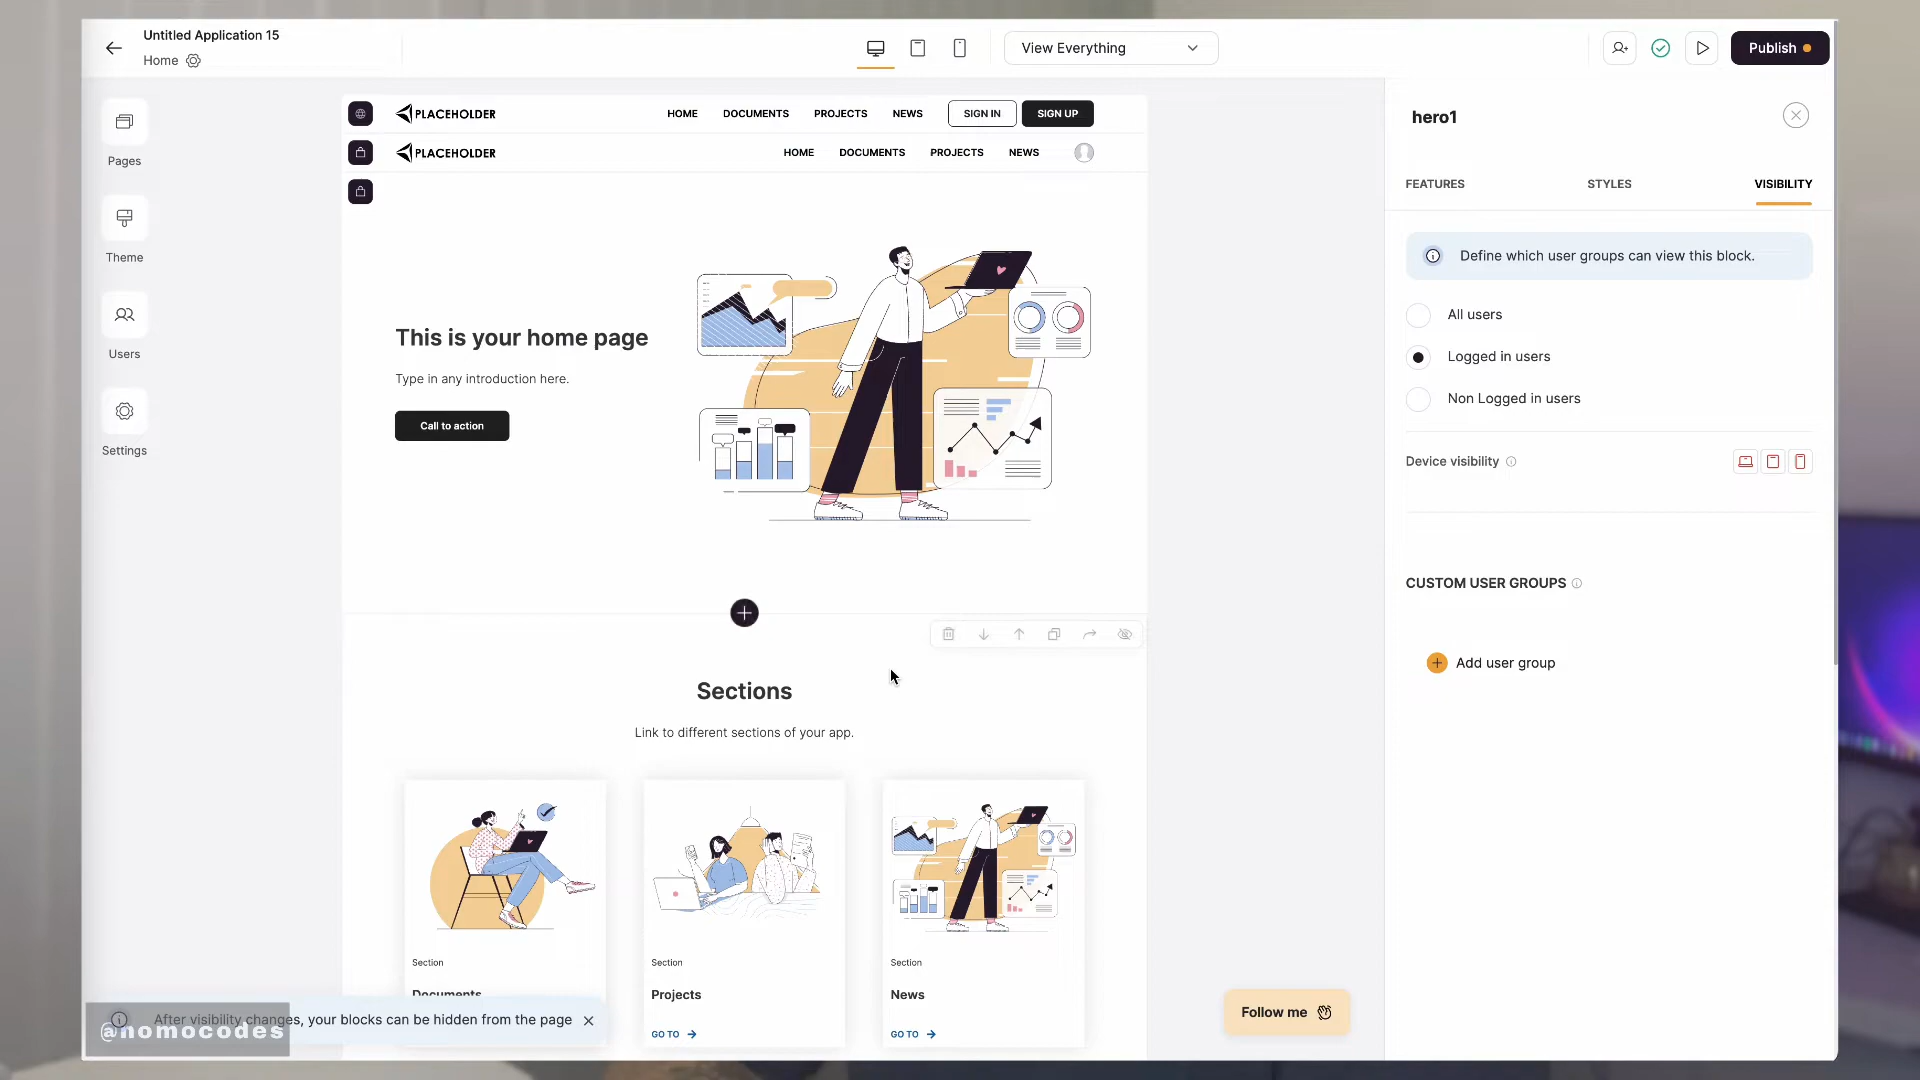 Untitled Application 15
Home
View Everything
Publish
Pages
Theme
Users
Settings
PLACEHOLDER
HOME
DOCUMENTS
PROJECTS
NEWS
SIGN IN
SIGN UP
PLACEHOLDER
HOME
DOCUMENTS
PROJECTS
NEWS
This is your home page
Type in any introduction here.
Call to action
Sections
Link to different sections of your app.
Section
Documents
Section
Projects
GO TO
Section
News
GO TO
After visibility changes, your blocks can be hidden from the page
@nomocodes
Follow me
hero1
FEATURES
STYLES
VISIBILITY
Define which user groups can view this block.
All users
Logged in users
Non Logged in users
Device visibility
CUSTOM USER GROUPS
Add user group